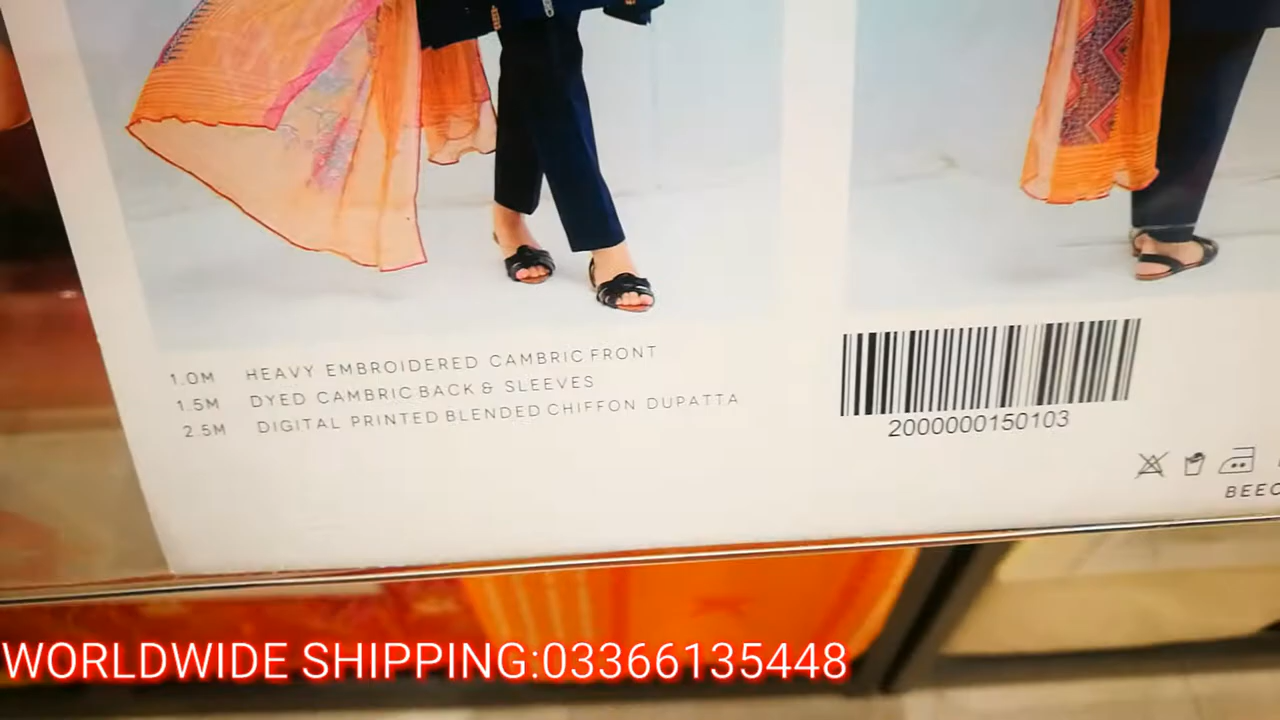 1.0M HEAVY EMBROIDERED CAMBRIC FRONT
1.5M DYED CAMBRIC BACK & SLEEVES
2.5M DIGITAL PRINTED BLENDED CHIFFON DUPATTA
2000000150103
WORLDWIDE SHIPPING:03366135448